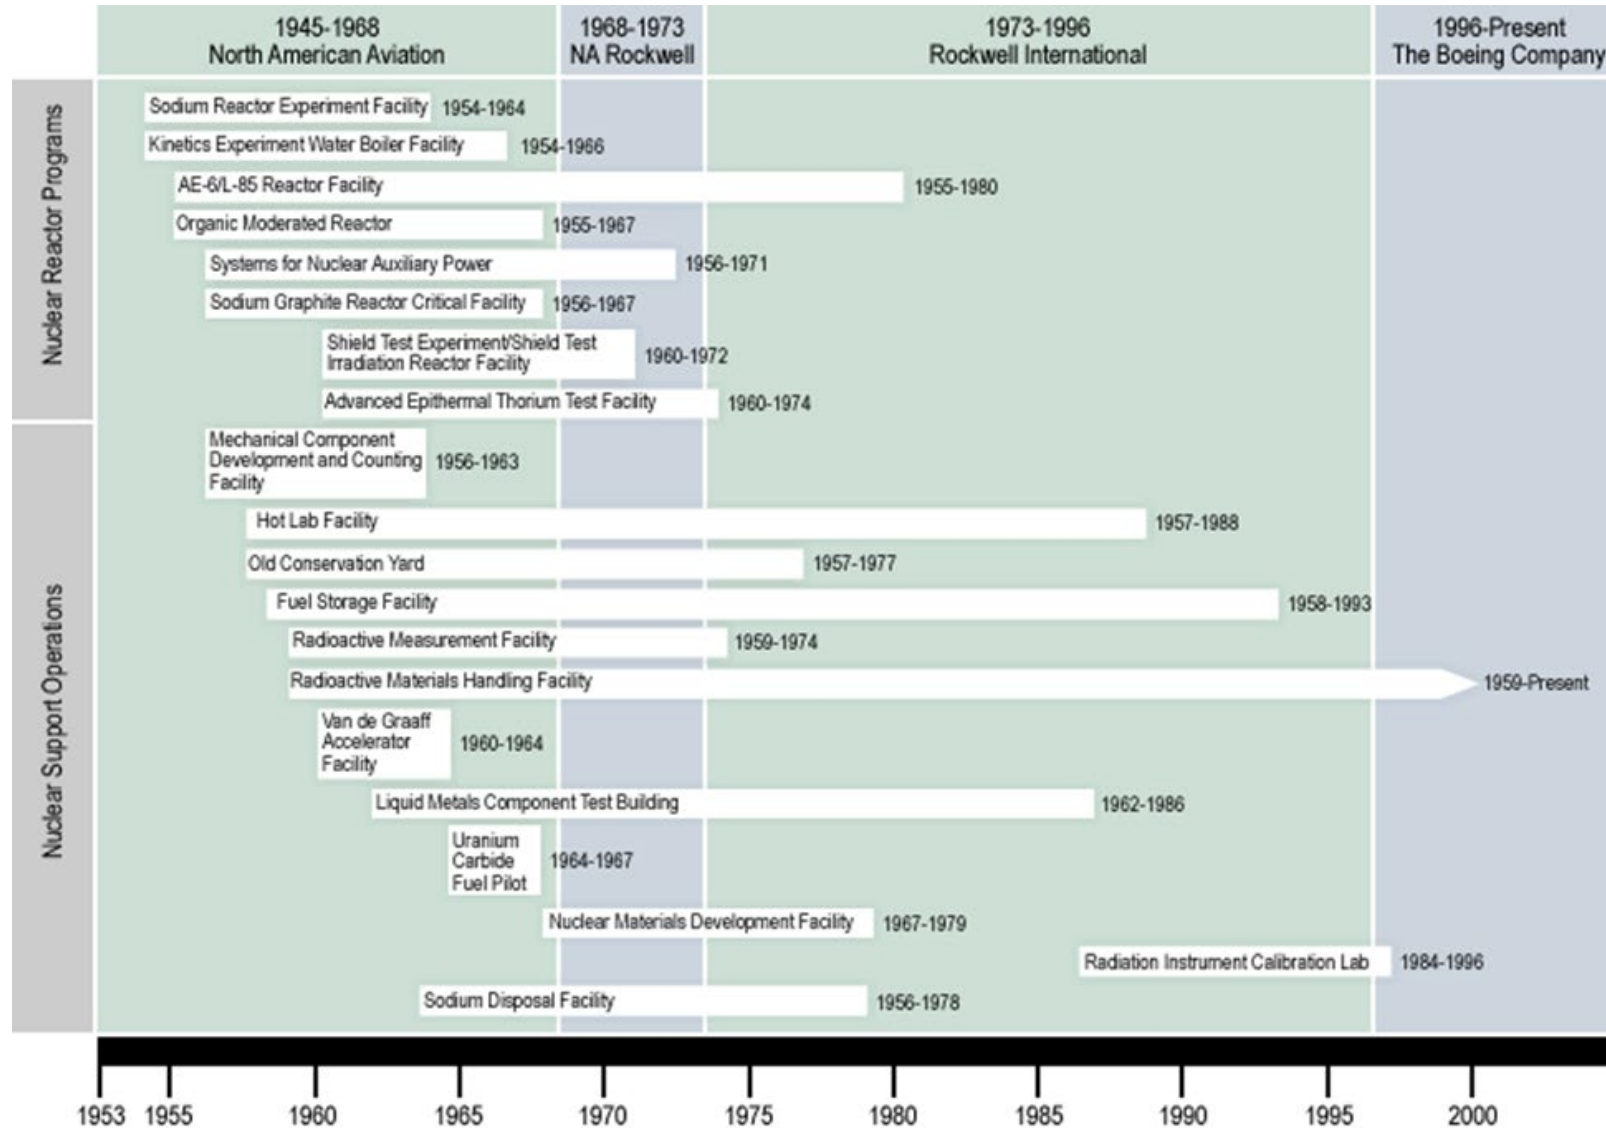 1945-1968
North American Aviation
1968-1973
NA Rockwell
1973-1996
Rockwell International
1996-Present
The Boeing Company
Nuclear Reactor Programs
Sodium Reactor Experiment Facility 1954-1964
Kinetics Experiment Water Boiler Facility 1954-1966
AE-6/L-85 Reactor Facility 1955-1980
Organic Moderated Reactor 1955-1967
Systems for Nuclear Auxiliary Power 1956-1971
Sodium Graphite Reactor Critical Facility 1956-1967
Shield Test Experiment/Shield Test
Irradiation Reactor Facility
1960-1972
Advanced Epithermal Thorium Test Facility 1960-1974
Nuclear Support Operations
Mechanical Component
Development and Counting
Facility
1956-1963
Hot Lab Facility 1957-1988
Old Conservation Yard 1957-1977
Fuel Storage Facility 1958-1993
Radioactive Measurement Facility 1959-1974
Radioactive Materials Handling Facility 1959-Present
Van de Graaff
Accelerator
Facility
1960-1964
Liquid Metals Component Test Building 1962-1986
Uranium
Carbide
Fuel Pilot
1964-1967
Nuclear Materials Development Facility 1967-1979
Radiation Instrument Calibration Lab 1984-1996
Sodium Disposal Facility 1956-1978
1953 1955 1960 1965 1970 1975 1980 1985 1990 1995 2000